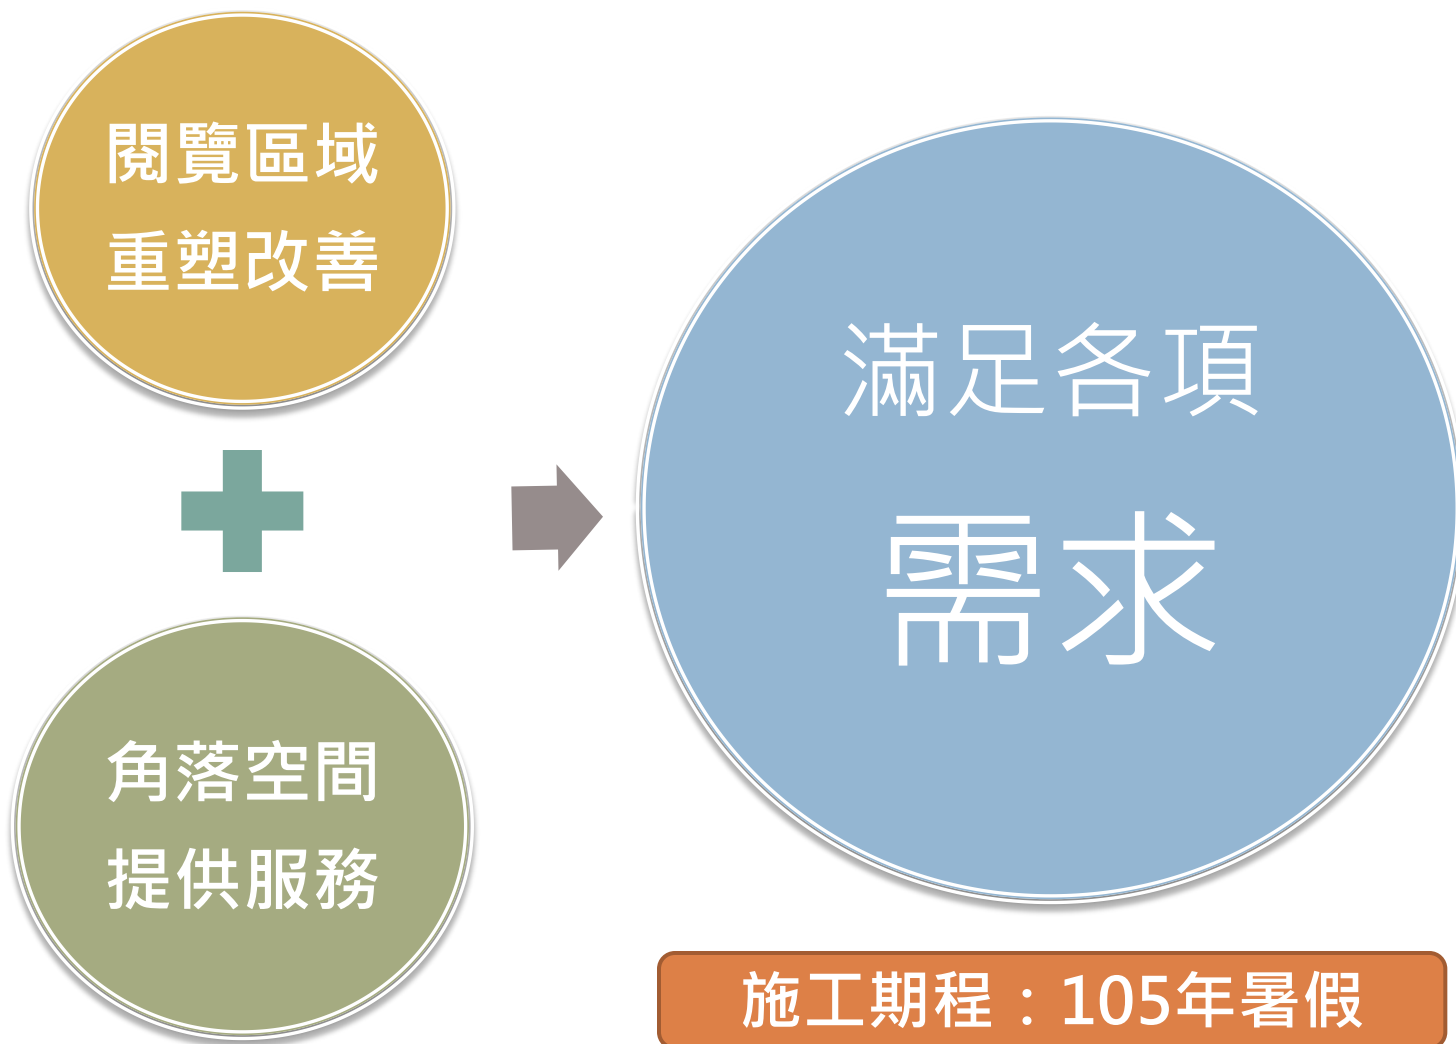 閱覽區域
重塑改善
角落空間
提供服務
滿足各項
需求
施工期程：105年暑假